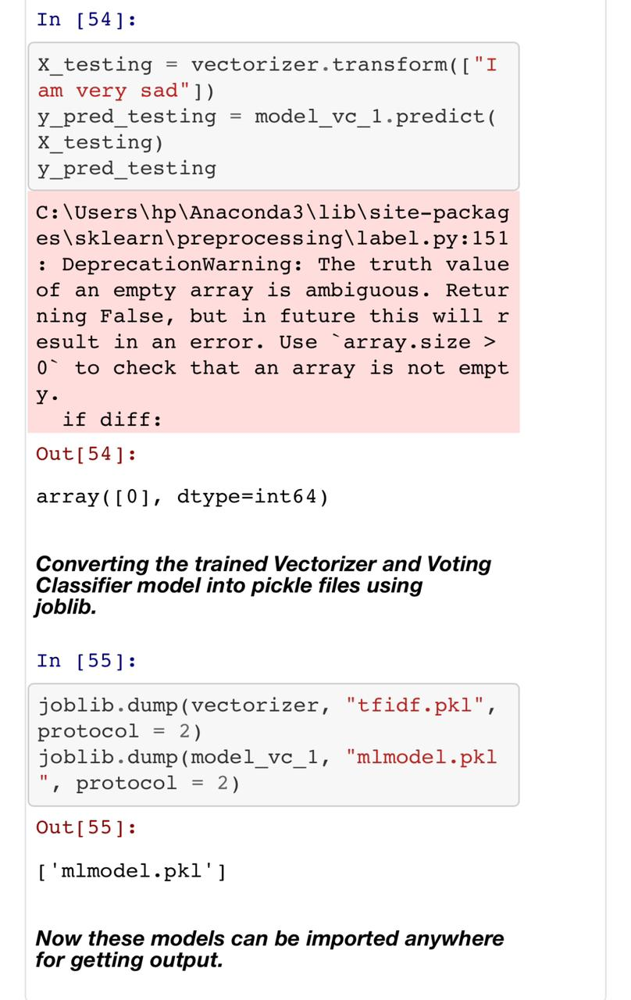 In [54]:
X_testing = vectorizer.transform(["I
am very sad"])
y_pred_testing = model_vc_1.predict(
X_testing)
y_pred_testing
C:\Users\hp\Anaconda3\lib\site-packag
es\sklearn\preprocessing\label.py:151
: DeprecationWarning: The truth value
of an empty array is ambiguous. Retur
ning False, but in future this will r
esult in an error. Use `array.size >
0` to check that an array is not empt
y.
  if diff:
Out[54]:
array([0], dtype=int64)
Converting the trained Vectorizer and Voting
Classifier model into pickle files using
joblib.
In [55]:
joblib.dump(vectorizer, "tfidf.pkl",
protocol = 2)
joblib.dump(model_vc_1, "mlmodel.pkl
", protocol = 2)
Out[55]:
['mlmodel.pkl']
Now these models can be imported anywhere
for getting output.